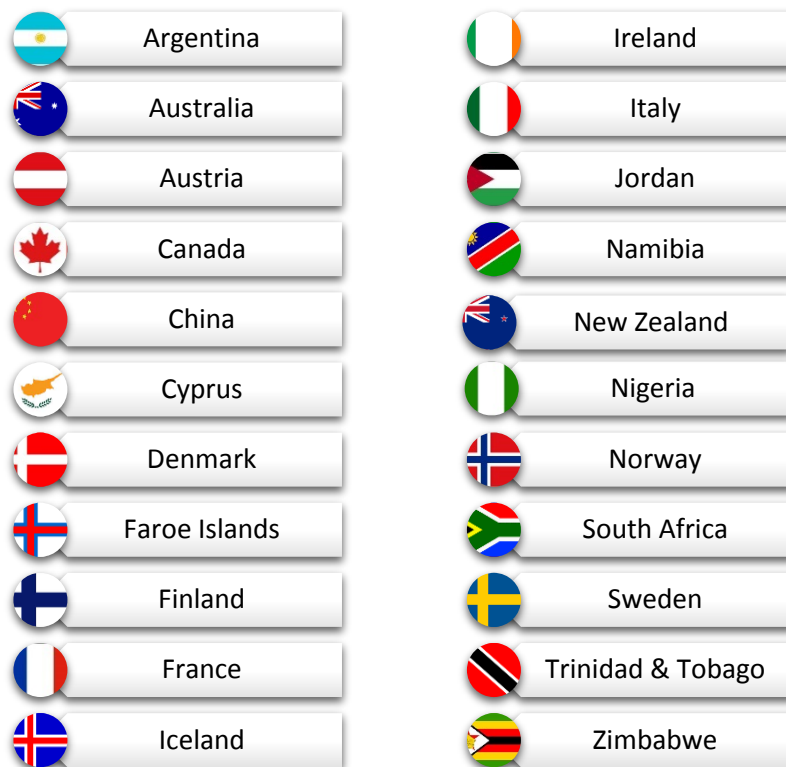 Argentina
Australia
Austria
Canada
China
Cyprus
Denmark
Faroe Islands
Finland
France
Iceland
Ireland
Italy
Jordan
Namibia
New Zealand
Nigeria
Norway
South Africa
Sweden
Trinidad & Tobago
Zimbabwe